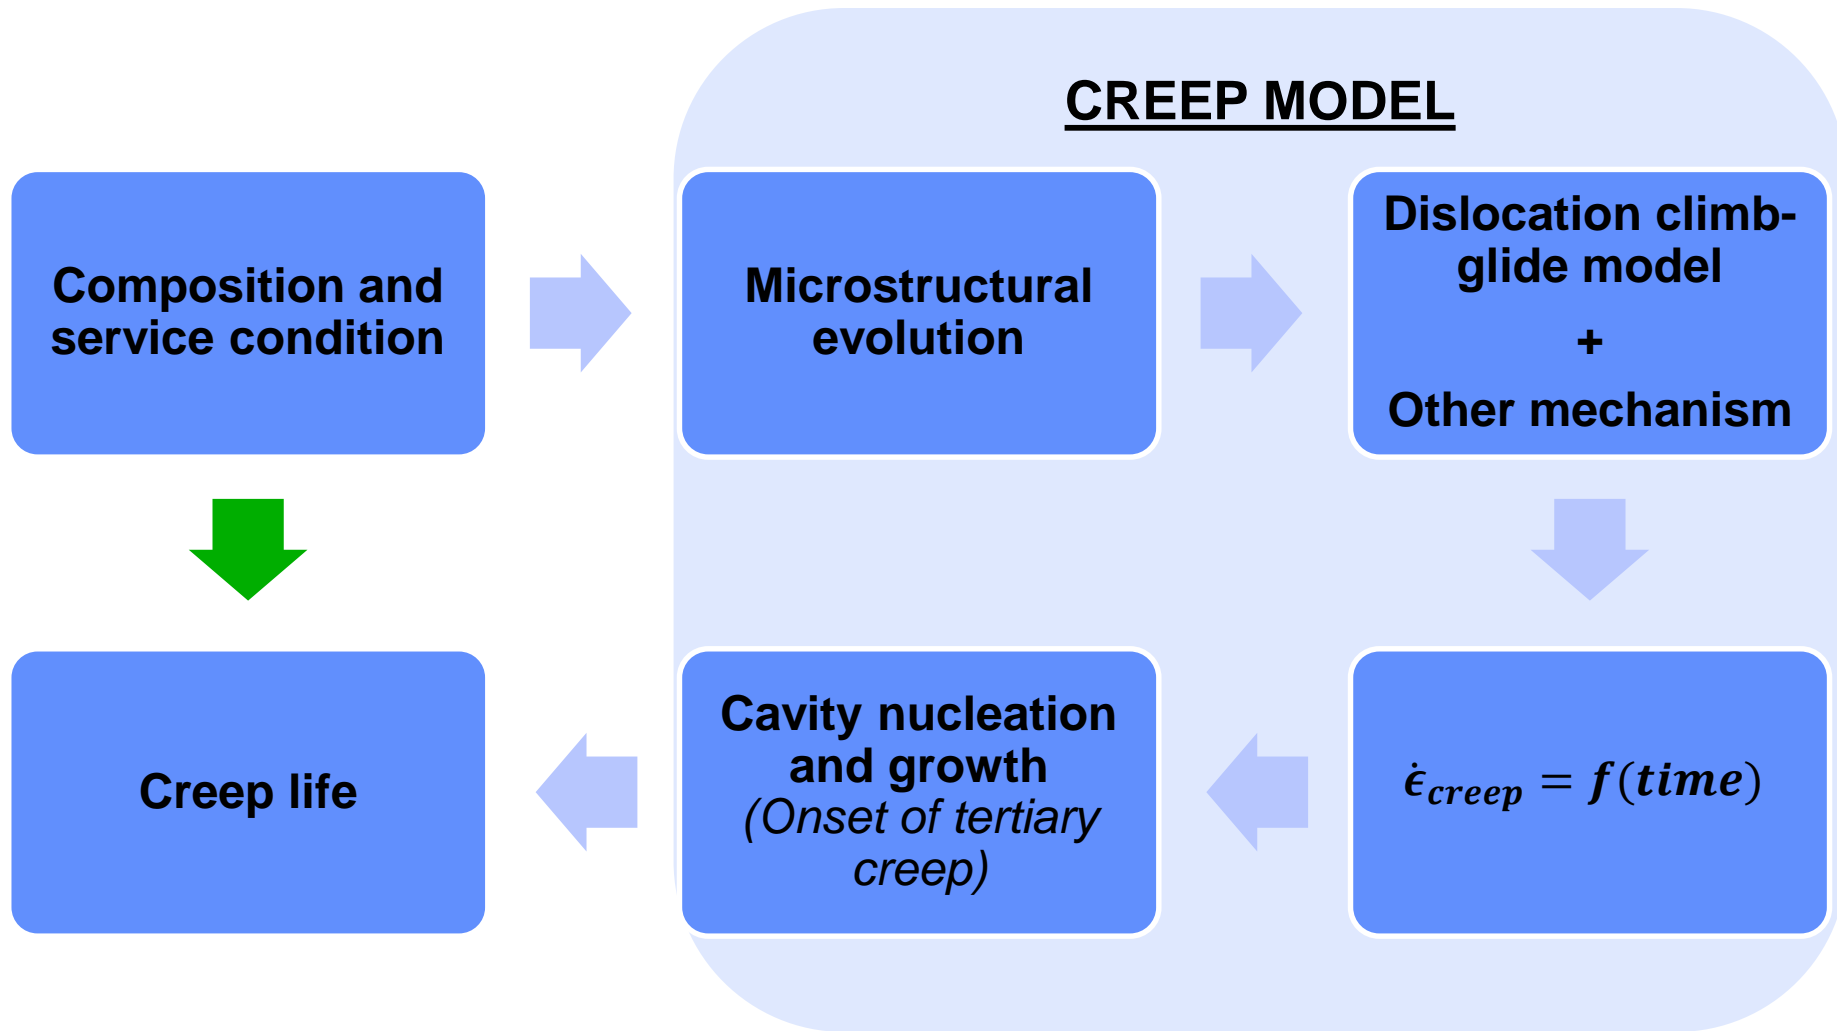 CREEP MODEL
Composition and
service condition
Microstructural
evolution
Dislocation climb-
glide model
+
Other mechanism
Creep life
Cavity nucleation
and growth
(Onset of tertiary
creep)
ϵ̇creep = f(time)